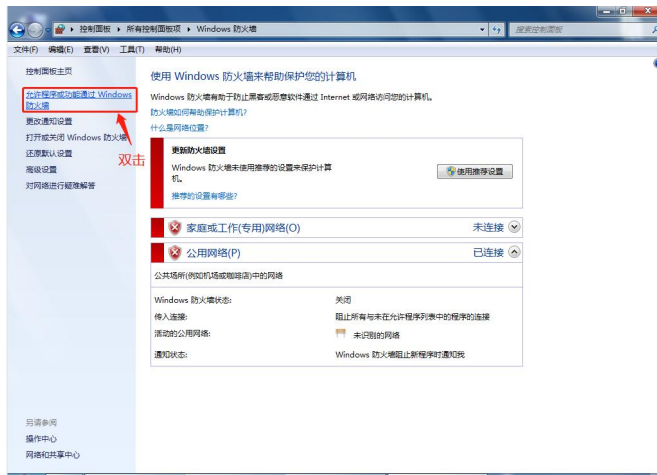 控制面板 ▸ 所有控制面板项 ▸ Windows 防火墙
搜索控制面板
文件(F) 编辑(E) 查看(V) 工具(T) 帮助(H)
控制面板主页
允许程序或功能通过 Windows
防火墙
更改通知设置
打开或关闭 Windows 防火墙
还原默认设置
高级设置
对网络进行疑难解答
双击
使用 Windows 防火墙来帮助保护您的计算机
Windows 防火墙有助于防止黑客或恶意软件通过 Internet 或网络访问您的计算机。
防火墙如何帮助保护计算机?
什么是网络位置?
更新防火墙设置
Windows 防火墙未使用推荐的设置来保护计算
机。
使用推荐设置
推荐的设置有哪些?
家庭或工作(专用)网络(O) 未连接
公用网络(P) 已连接
公共场所(例如机场或咖啡店)中的网络
Windows 防火墙状态: 关闭
传入连接: 阻止所有与未在允许程序列表中的程序的连接
活动的公用网络: 未识别的网络
通知状态: Windows 防火墙阻止新程序时通知我
另请参阅
操作中心
网络和共享中心